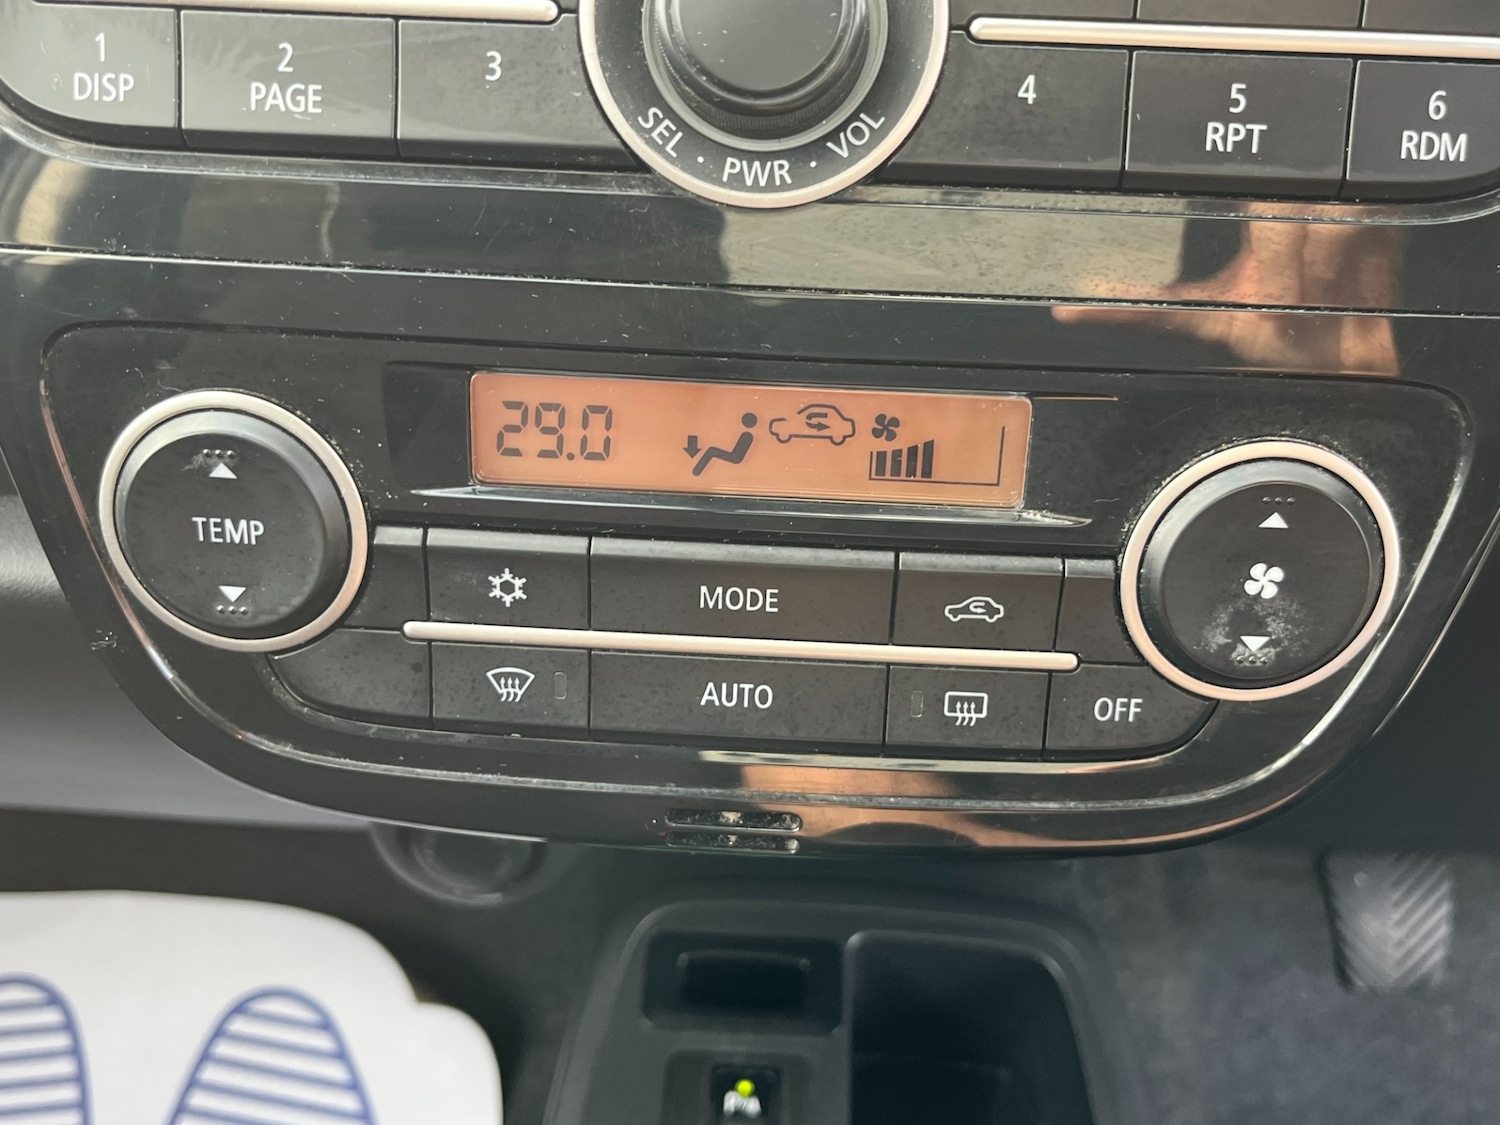 1
DISP
2
PAGE
3
SEL · PWR · VOL
4
5
RPT
6
RDM
29.0
TEMP
MODE
AUTO
OFF